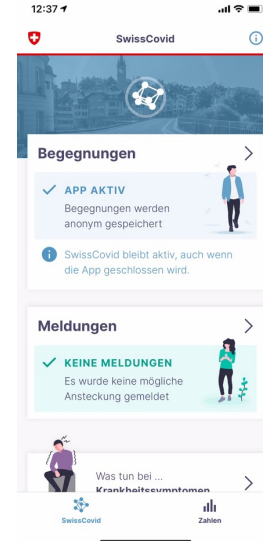 12:37
SwissCovid
Begegnungen
APP AKTIV
Begegnungen werden
anonym gespeichert
SwissCovid bleibt aktiv, auch wenn
die App geschlossen wird.
Meldungen
KEINE MELDUNGEN
Es wurde keine mögliche
Ansteckung gemeldet
Was tun bei ...
Krankheitssymptomen
SwissCovid
Zahlen